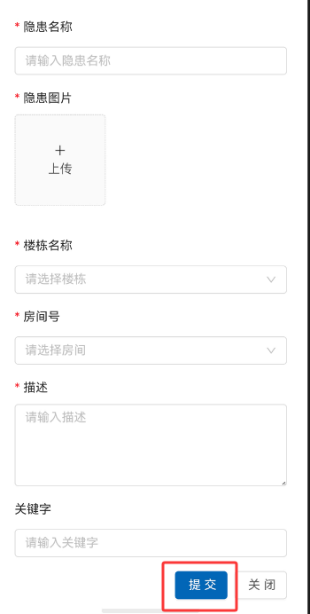 * 隐患名称
请输入隐患名称
* 隐患图片
+
上传
* 楼栋名称
请选择楼栋
* 房间号
请选择房间
* 描述
请输入描述
关键字
请输入关键字
提 交 关 闭